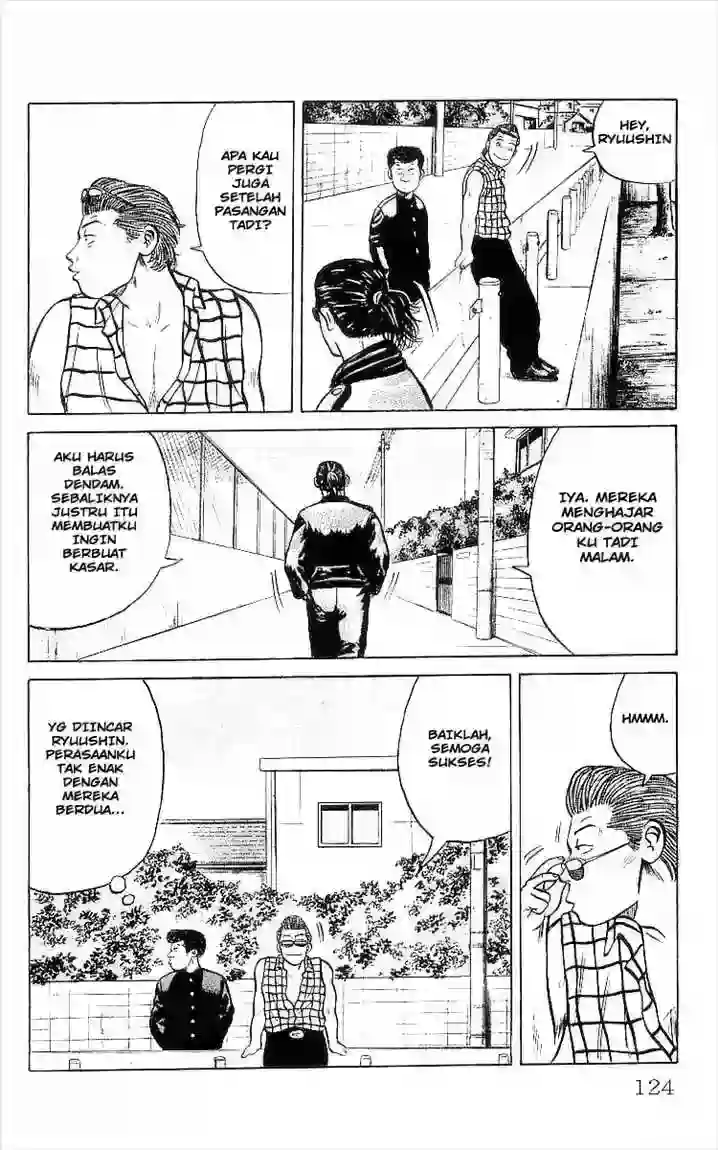 HEY,
RYUUSHIN
APA KAU
PERGI
JUGA
SETELAH
PASANGAN
TADI?
IYA. MEREKA
MENGHAJAR
ORANG-ORANG
KU TADI
MALAM.
AKU HARUS
BALAS
DENDAM.
SEBALIKNYA
JUSTRU ITU
MEMBUATKU
INGIN
BERBUAT
KASAR.
HMMM.
BAIKLAH,
SEMOGA
SUKSES!
YG DIINCAR
RYUUSHIN.
PERASAANKU
TAK ENAK
DENGAN
MEREKA
BERDUA...
124